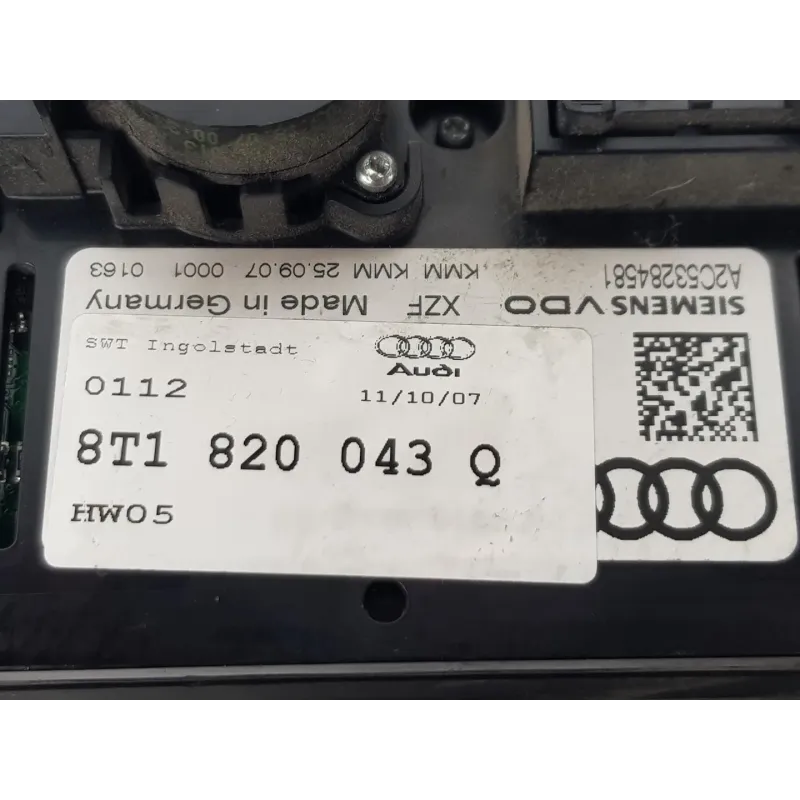 A2C53284581
KMM KMM 25.09.07 0001 0163
SIEMENS VDO XZF Made in Germany
SWT Ingolstadt
Audi
0112
11/10/07
8T1 820 043 Q
HW05